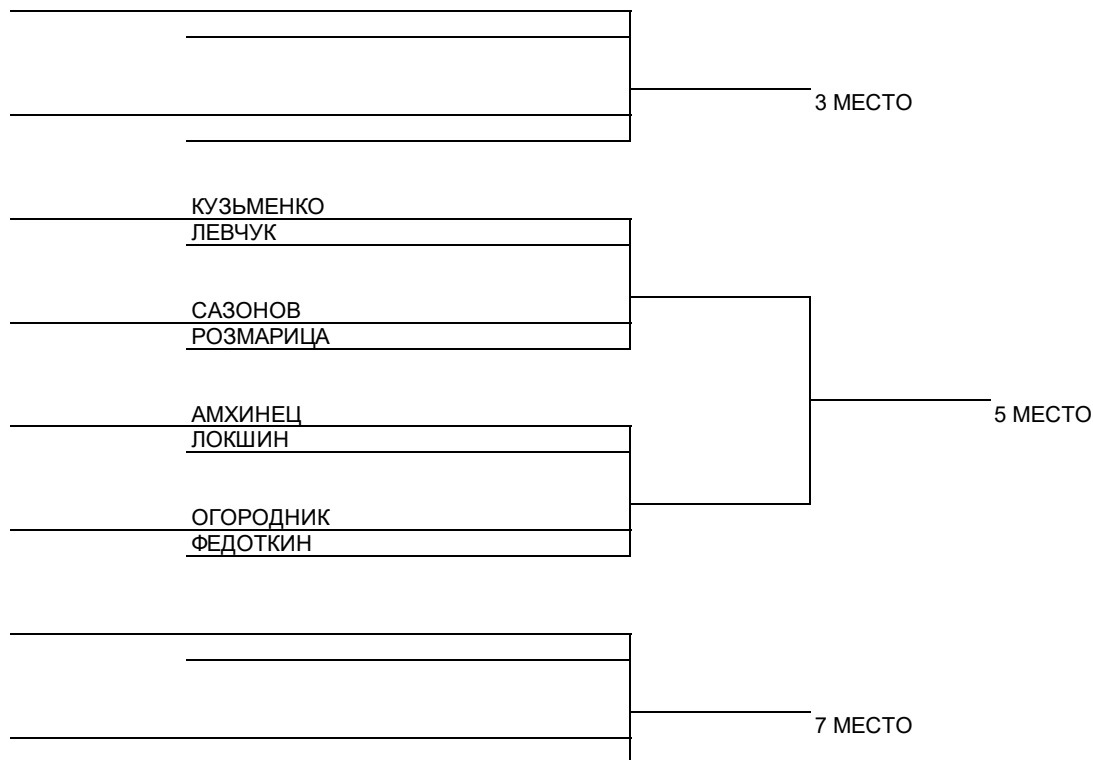 3 МЕСТО
КУЗЬМЕНКО
ЛЕВЧУК
САЗОНОВ
РОЗМАРИЦА
АМХИНЕЦ
5 МЕСТО
ЛОКШИН
ОГОРОДНИК
ФЕДОТКИН
7 МЕСТО